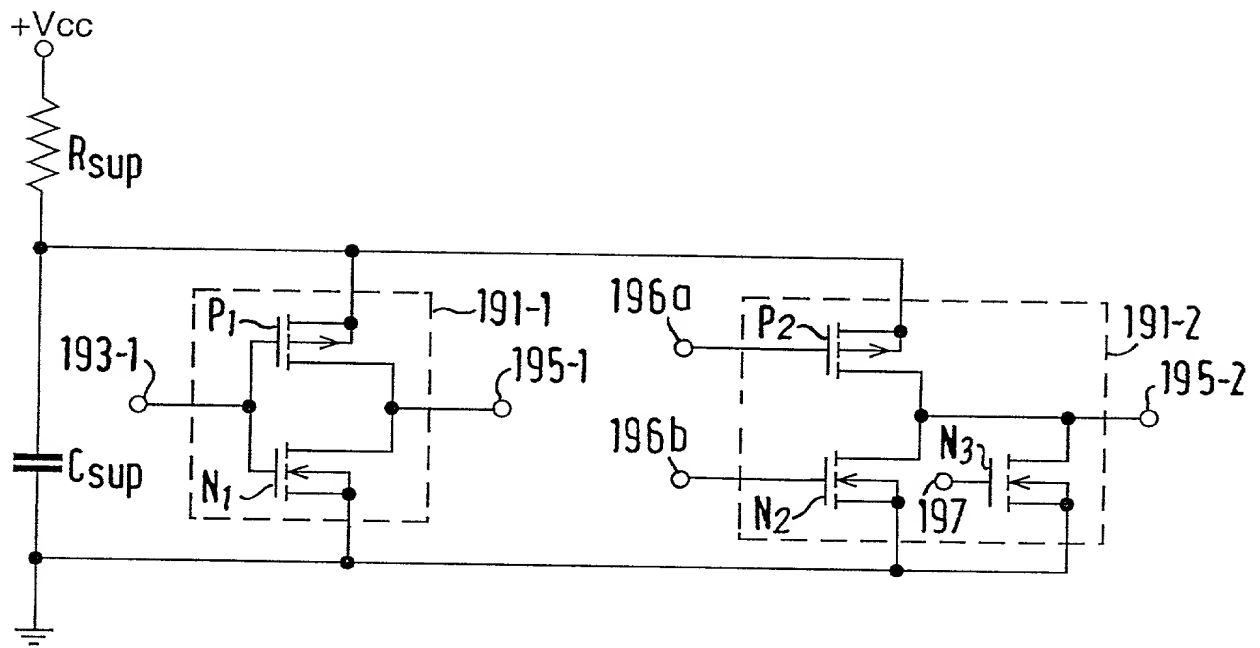 +Vcc
Rsup
Csup
193-1
P1
N1
191-1
195-1
196a
196b
P2
N2
N3
197
191-2
195-2